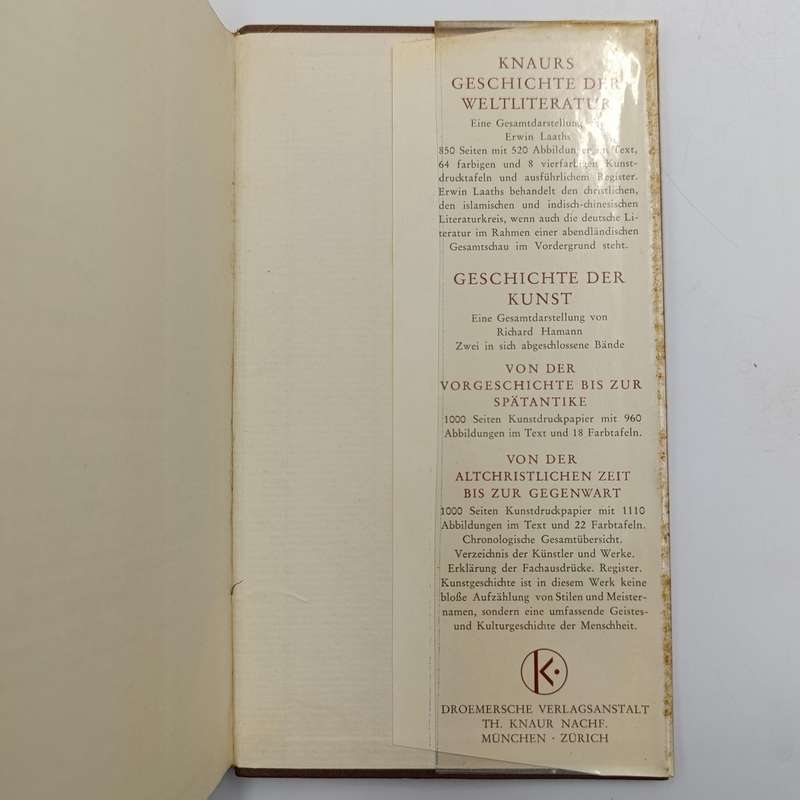 KNAURS
GESCHICHTE DER
WELTLITERATUR
Eine Gesamtdarstellung
Erwin Laaths
850 Seiten mit 520 Abbildungen im Text,
64 farbigen und 8 vierfarbigen Kunst-
drucktafeln und ausführlichem Register.
Erwin Laaths behandelt den christlichen,
den islamischen und indisch-chinesischen
Literaturkreis, wenn auch die deutsche Li-
teratur im Rahmen einer abendländischen
Gesamtschau im Vordergrund steht.
GESCHICHTE DER
KUNST
Eine Gesamtdarstellung von
Richard Hamann
Zwei in sich abgeschlossene Bände
VON DER
VORGESCHICHTE BIS ZUR
SPÄTANTIKE
1000 Seiten Kunstdruckpapier mit 960
Abbildungen im Text und 18 Farbtafeln.
VON DER
ALTCHRISTLICHEN ZEIT
BIS ZUR GEGENWART
1000 Seiten Kunstdruckpapier mit 1110
Abbildungen im Text und 22 Farbtafeln.
Chronologische Gesamtübersicht.
Verzeichnis der Künstler und Werke.
Erklärung der Fachausdrücke. Register.
Kunstgeschichte ist in diesem Werk keine
bloße Aufzählung von Stilen und Meister-
namen, sondern eine umfassende Geistes-
und Kulturgeschichte der Menschheit.
K
DROEMERSCHE VERLAGSANSTALT
TH. KNAUR NACHF.
MÜNCHEN · ZÜRICH